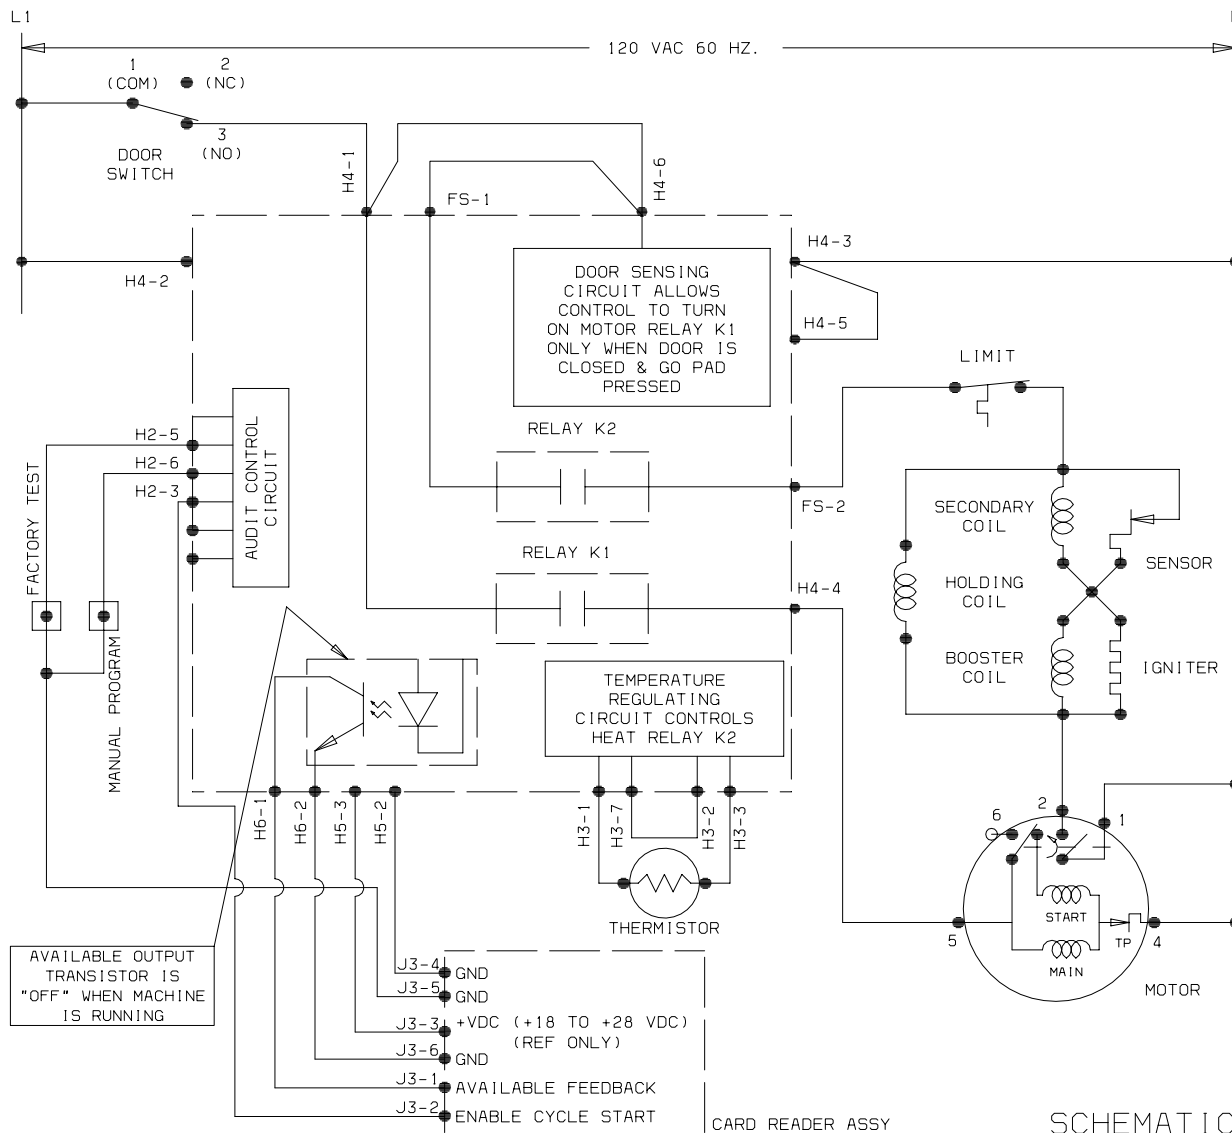 L1
120 VAC 60 HZ.
1
(COM)
2
(NC)
3
(NO)
DOOR
SWITCH
H4-1
FS-1
H4-6
H4-2
H4-3
H4-5
DOOR SENSING
CIRCUIT ALLOWS
CONTROL TO TURN
ON MOTOR RELAY K1
ONLY WHEN DOOR IS
CLOSED & GO PAD
PRESSED
LIMIT
RELAY K2
H2-5
H2-6
H2-3
AUDIT CONTROL
CIRCUIT
FACTORY TEST
MANUAL PROGRAM
FS-2
RELAY K1
H4-4
SECONDARY
COIL
SENSOR
HOLDING
COIL
BOOSTER
COIL
IGNITER
TEMPERATURE
REGULATING
CIRCUIT CONTROLS
HEAT RELAY K2
H6-1
H6-2
H5-3
H5-2
H3-1
H3-7
H3-2
H3-3
THERMISTOR
6
2
1
START
5
TP
4
MAIN
MOTOR
AVAILABLE OUTPUT
TRANSISTOR IS
"OFF" WHEN MACHINE
IS RUNNING
J3-4 GND
J3-5 GND
J3-3 +VDC (+18 TO +28 VDC)
(REF ONLY)
J3-6 GND
J3-1 AVAILABLE FEEDBACK
J3-2 ENABLE CYCLE START
CARD READER ASSY
SCHEMATIC